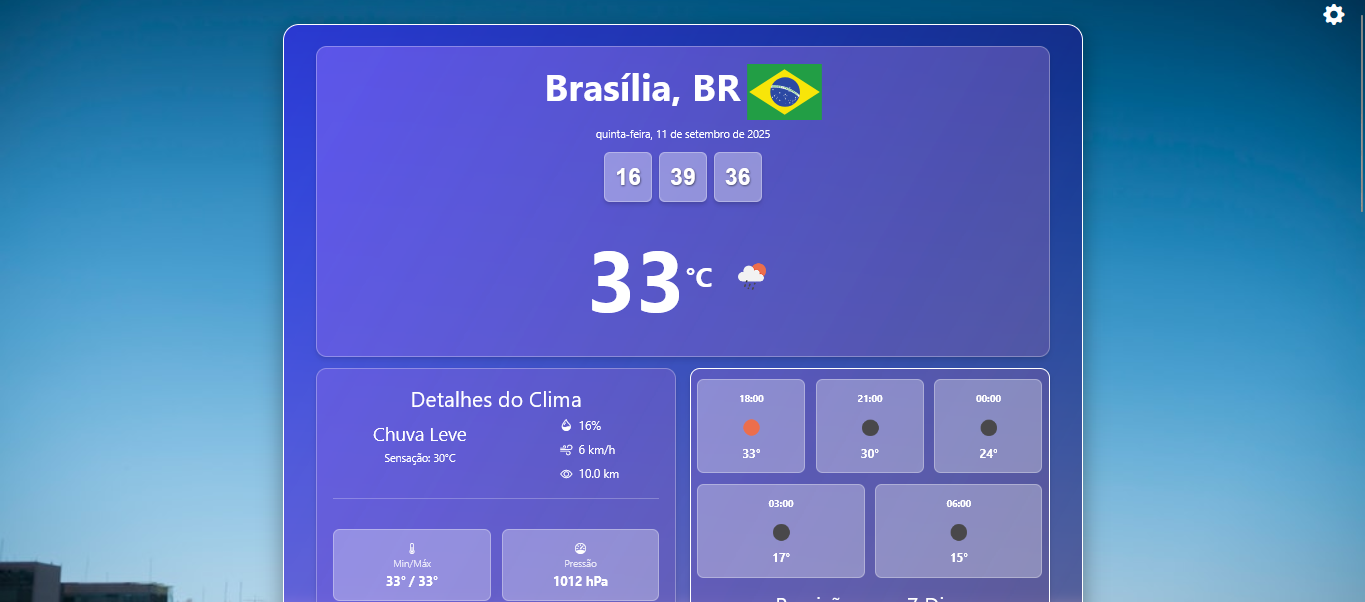 Brasília, BR
quinta-feira, 11 de setembro de 2025
16 39 36
33 °C
Detalhes do Clima
Chuva Leve
Sensação: 30°C
16%
6 km/h
10.0 km
Min/Máx
33° / 33°
Pressão
1012 hPa
18:00 21:00 00:00
33° 30° 24°
03:00 06:00
17° 15°